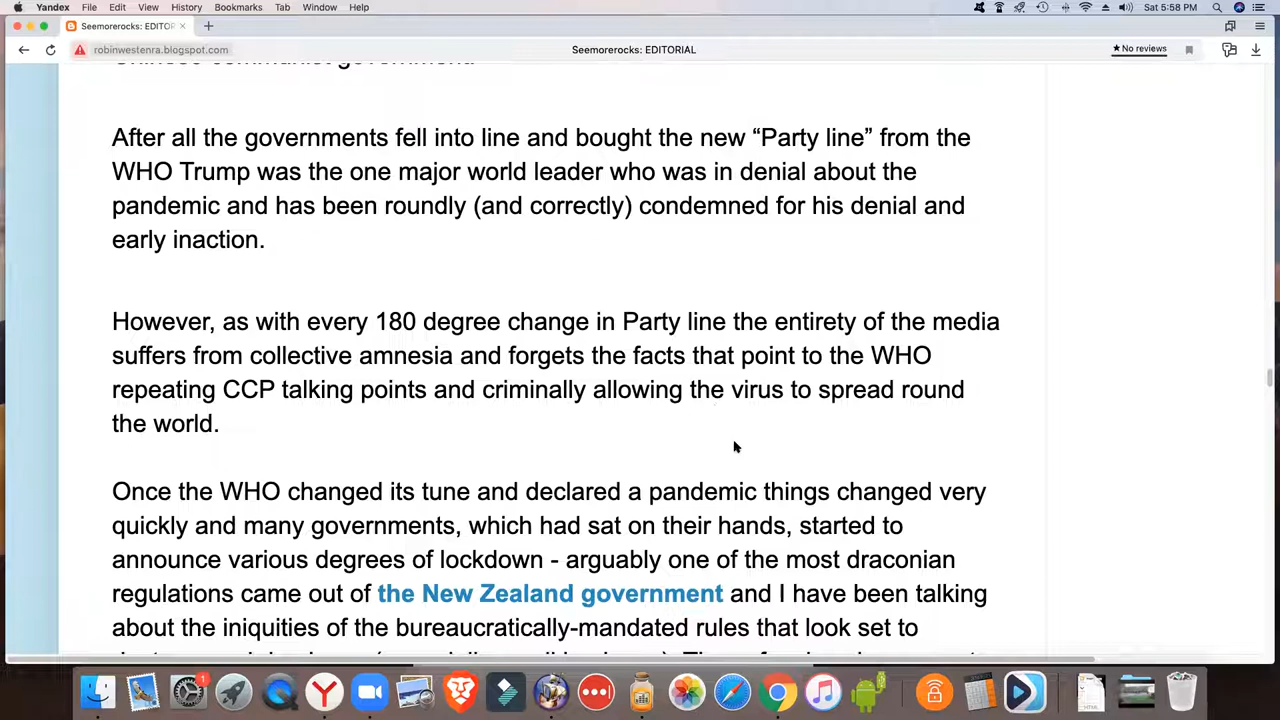 Yandex File Edit View History Bookmarks Tab Window Help Sat 5:58 PM
Seemorerocks: EDITOR
robinwestenra.blogspot.com Seemorerocks: EDITORIAL ★ No reviews
After all the governments fell into line and bought the new “Party line” from the
WHO Trump was the one major world leader who was in denial about the
pandemic and has been roundly (and correctly) condemned for his denial and
early inaction.
However, as with every 180 degree change in Party line the entirety of the media
suffers from collective amnesia and forgets the facts that point to the WHO
repeating CCP talking points and criminally allowing the virus to spread round
the world.
Once the WHO changed its tune and declared a pandemic things changed very
quickly and many governments, which had sat on their hands, started to
announce various degrees of lockdown - arguably one of the most draconian
regulations came out of the New Zealand government and I have been talking
about the iniquities of the bureaucratically-mandated rules that look set to
1
HTML